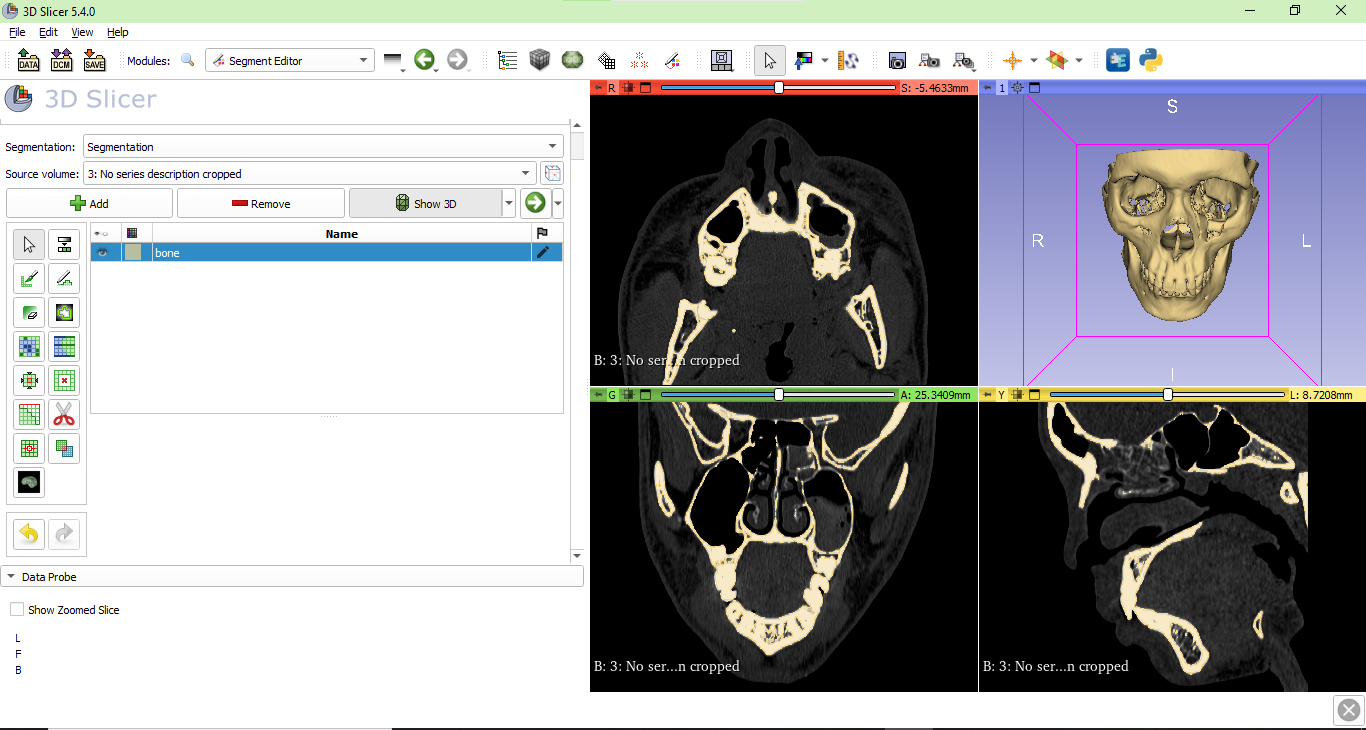 3D Slicer 5.4.0
File Edit View Help
DATA DCM SAVE Modules: Segment Editor
3D Slicer
Segmentation: Segmentation
Source volume: 3: No series description cropped
Add Remove Show 3D
Name
bone
Data Probe
Show Zoomed Slice
L
F
B
R S: -5.4633mm
B: 3: No ser...n cropped
1
S
R L
I
G A: 25.3409mm
B: 3: No ser...n cropped
Y L: 8.7208mm
B: 3: No ser...n cropped